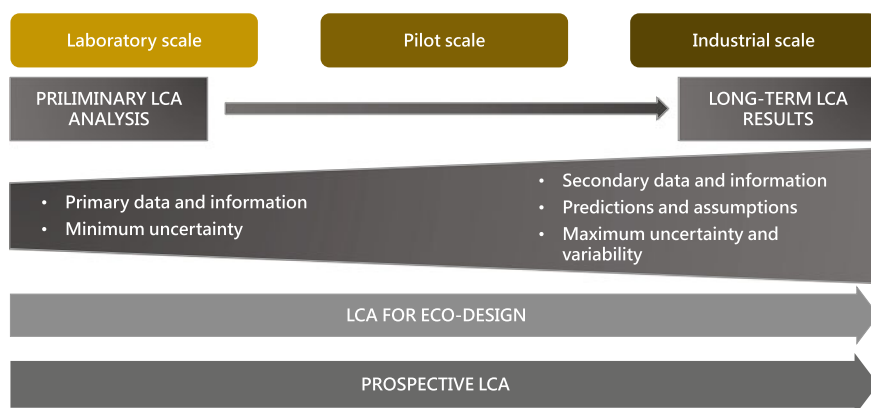 Laboratory scale
Pilot scale
Industrial scale
PRILIMINARY LCA
ANALYSIS
LONG-TERM LCA
RESULTS
• Primary data and information
• Minimum uncertainty
• Secondary data and information
• Predictions and assumptions
• Maximum uncertainty and
variability
LCA FOR ECO-DESIGN
PROSPECTIVE LCA